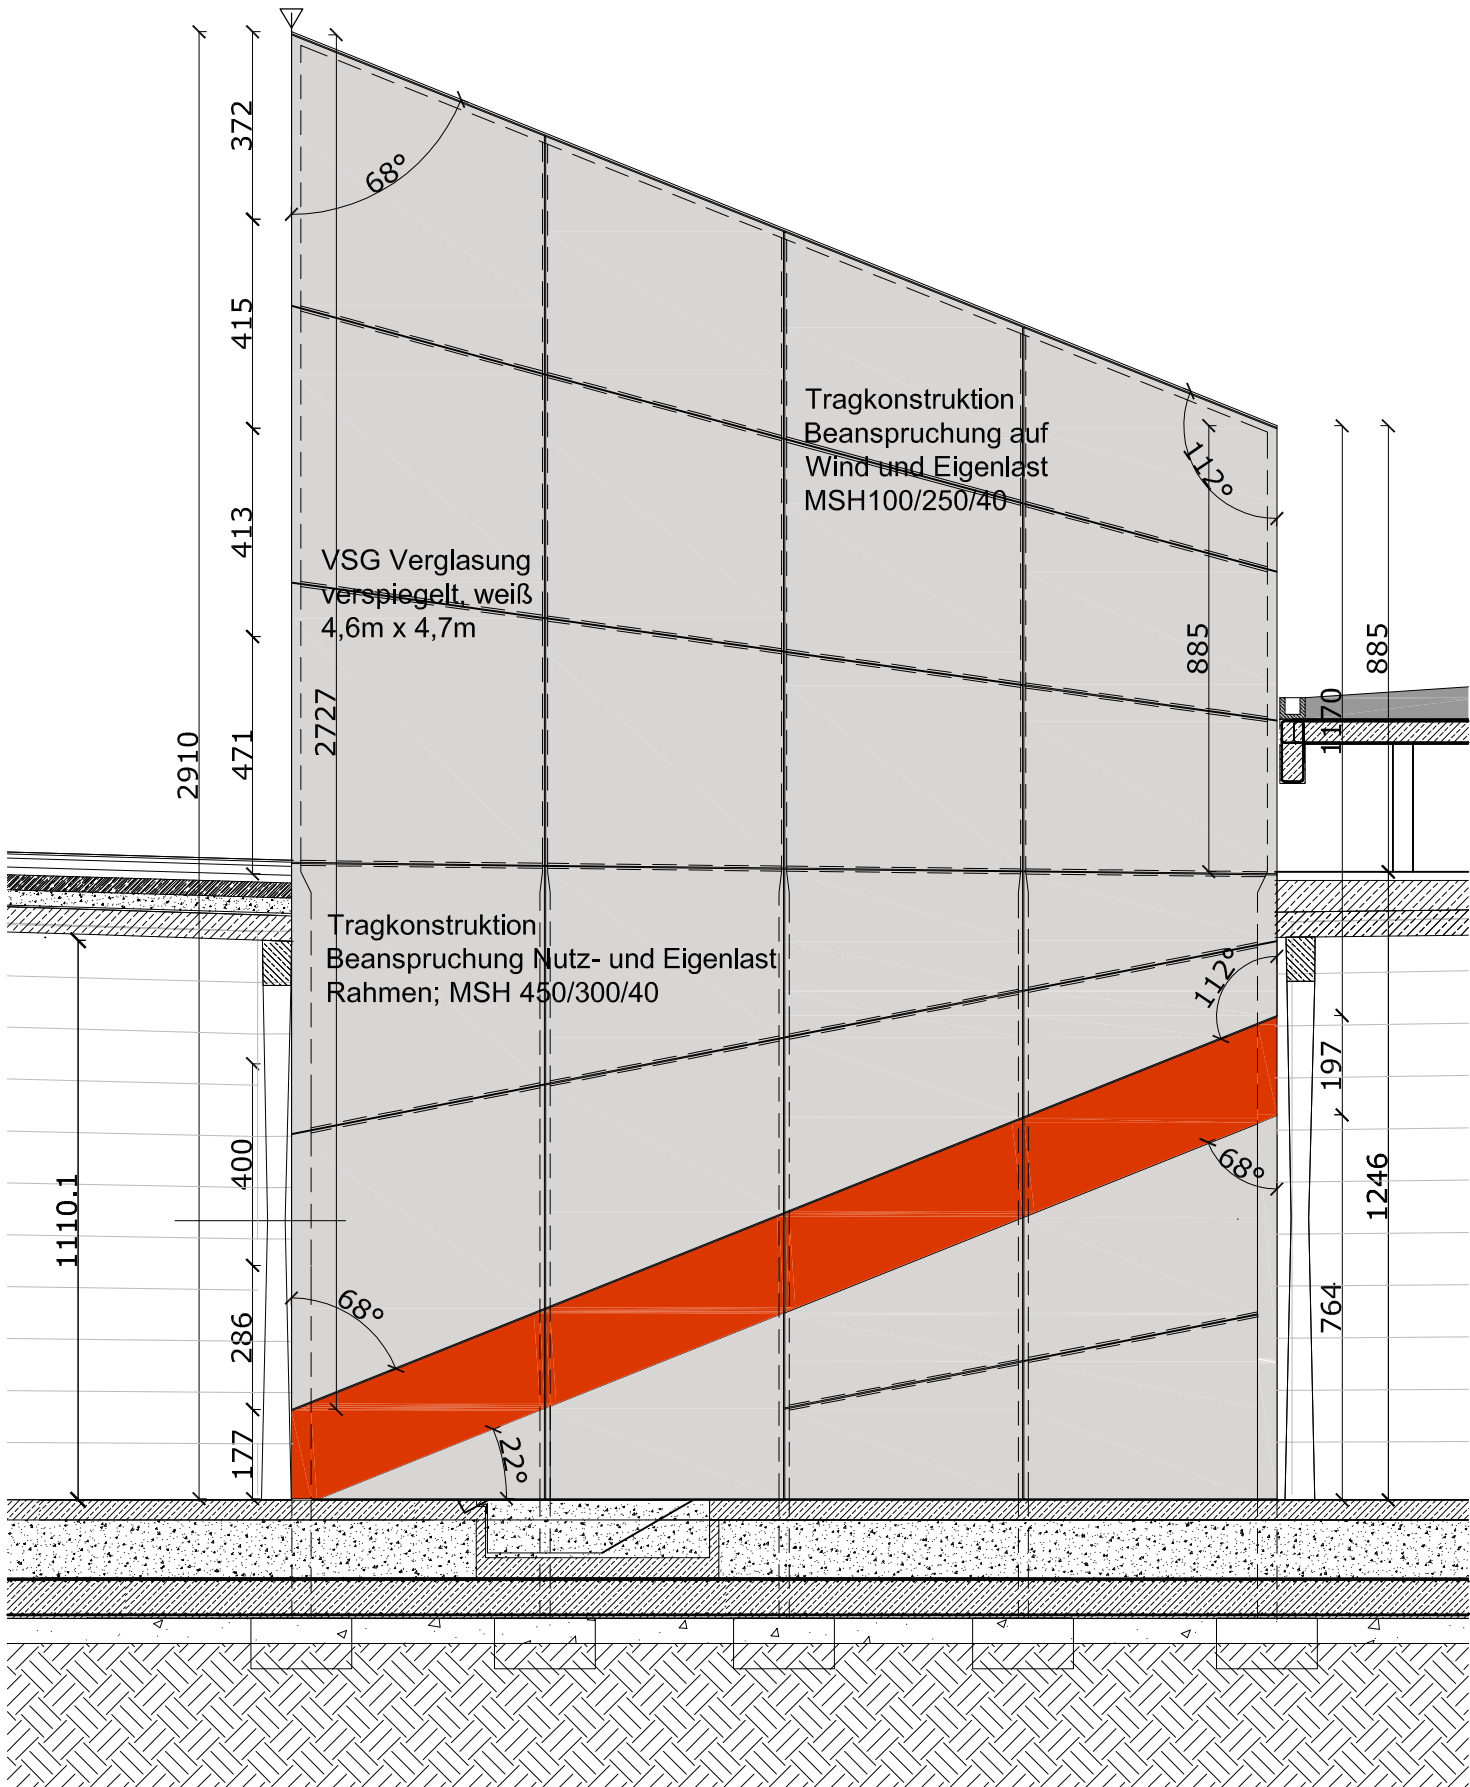 372
68°
415
Tragkonstruktion
Beanspruchung auf
Wind und Eigenlast
MSH100/250/40
112°
413
VSG Verglasung
verspiegelt, weiß
4,6m x 4,7m
885
885
2727
1170
471
2910
Tragkonstruktion
Beanspruchung Nutz- und Eigenlast
Rahmen; MSH 450/300/40
112°
197
400
68°
1246
1110.1
68°
286
764
177
22°